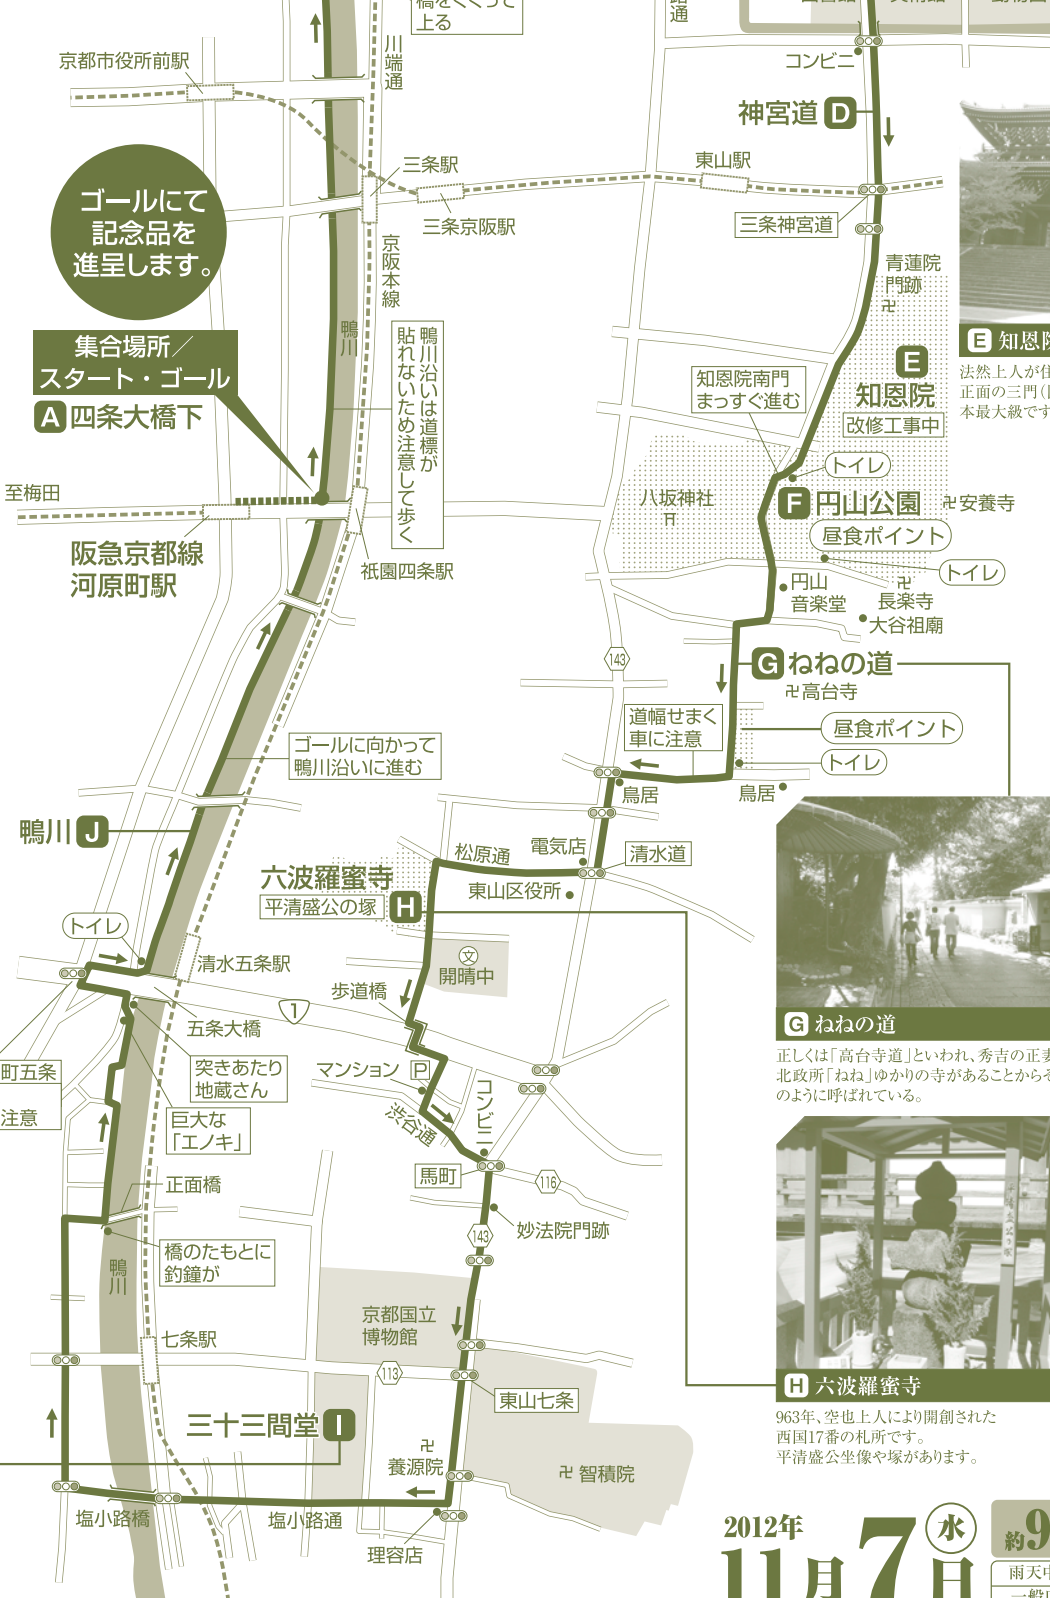 橋をくぐって
上る
川端通
京都市役所前駅
コンビニ
神宮道 D
三条駅
東山駅
三条京阪駅
三条神宮道
ゴールにて
記念品を
進呈します。
京阪本線
青蓮院
門跡
卍
鴨川
鴨川沿いは道標が
貼れないため注意して歩く
集合場所／
スタート・ゴール
A 四条大橋下
E
知恩院
改修工事中
E 知恩院
法然上人が住
正面の三門（国
本最大級です
知恩院南門
まっすぐ進む
トイレ
至梅田
八坂神社
F 円山公園
卍安養寺
昼食ポイント
阪急京都線
河原町駅
祇園四条駅
トイレ
円山
音楽堂
卍
長楽寺
大谷祖廟
143
G ねねの道
卍高台寺
道幅せまく
車に注意
昼食ポイント
トイレ
ゴールに向かって
鴨川沿いに進む
鳥居
鳥居
鴨川 J
松原通
電気店
清水道
六波羅蜜寺
平清盛公の塚 H
東山区役所
トイレ
文
開晴中
清水五条駅
歩道橋
1
五条大橋
G ねねの道
正しくは「高台寺道」といわれ、秀吉の正妻
北政所「ねね」ゆかりの寺があることからそ
のように呼ばれている。
町五条
注意
突きあたり
地蔵さん
マンション P
コンビニ
渋谷通
巨大な
「エノキ」
馬町
116
正面橋
妙法院門跡
143
橋のたもとに
釣鐘が
鴨川
京都国立
博物館
七条駅
113
東山七条
H 六波羅蜜寺
963年、空也上人により開創された
西国17番の札所です。
平清盛公坐像や塚があります。
三十三間堂 I
卍
養源院
卍 智積院
塩小路橋
塩小路通
理容店
2012年
11月7日
水
約9
雨天中